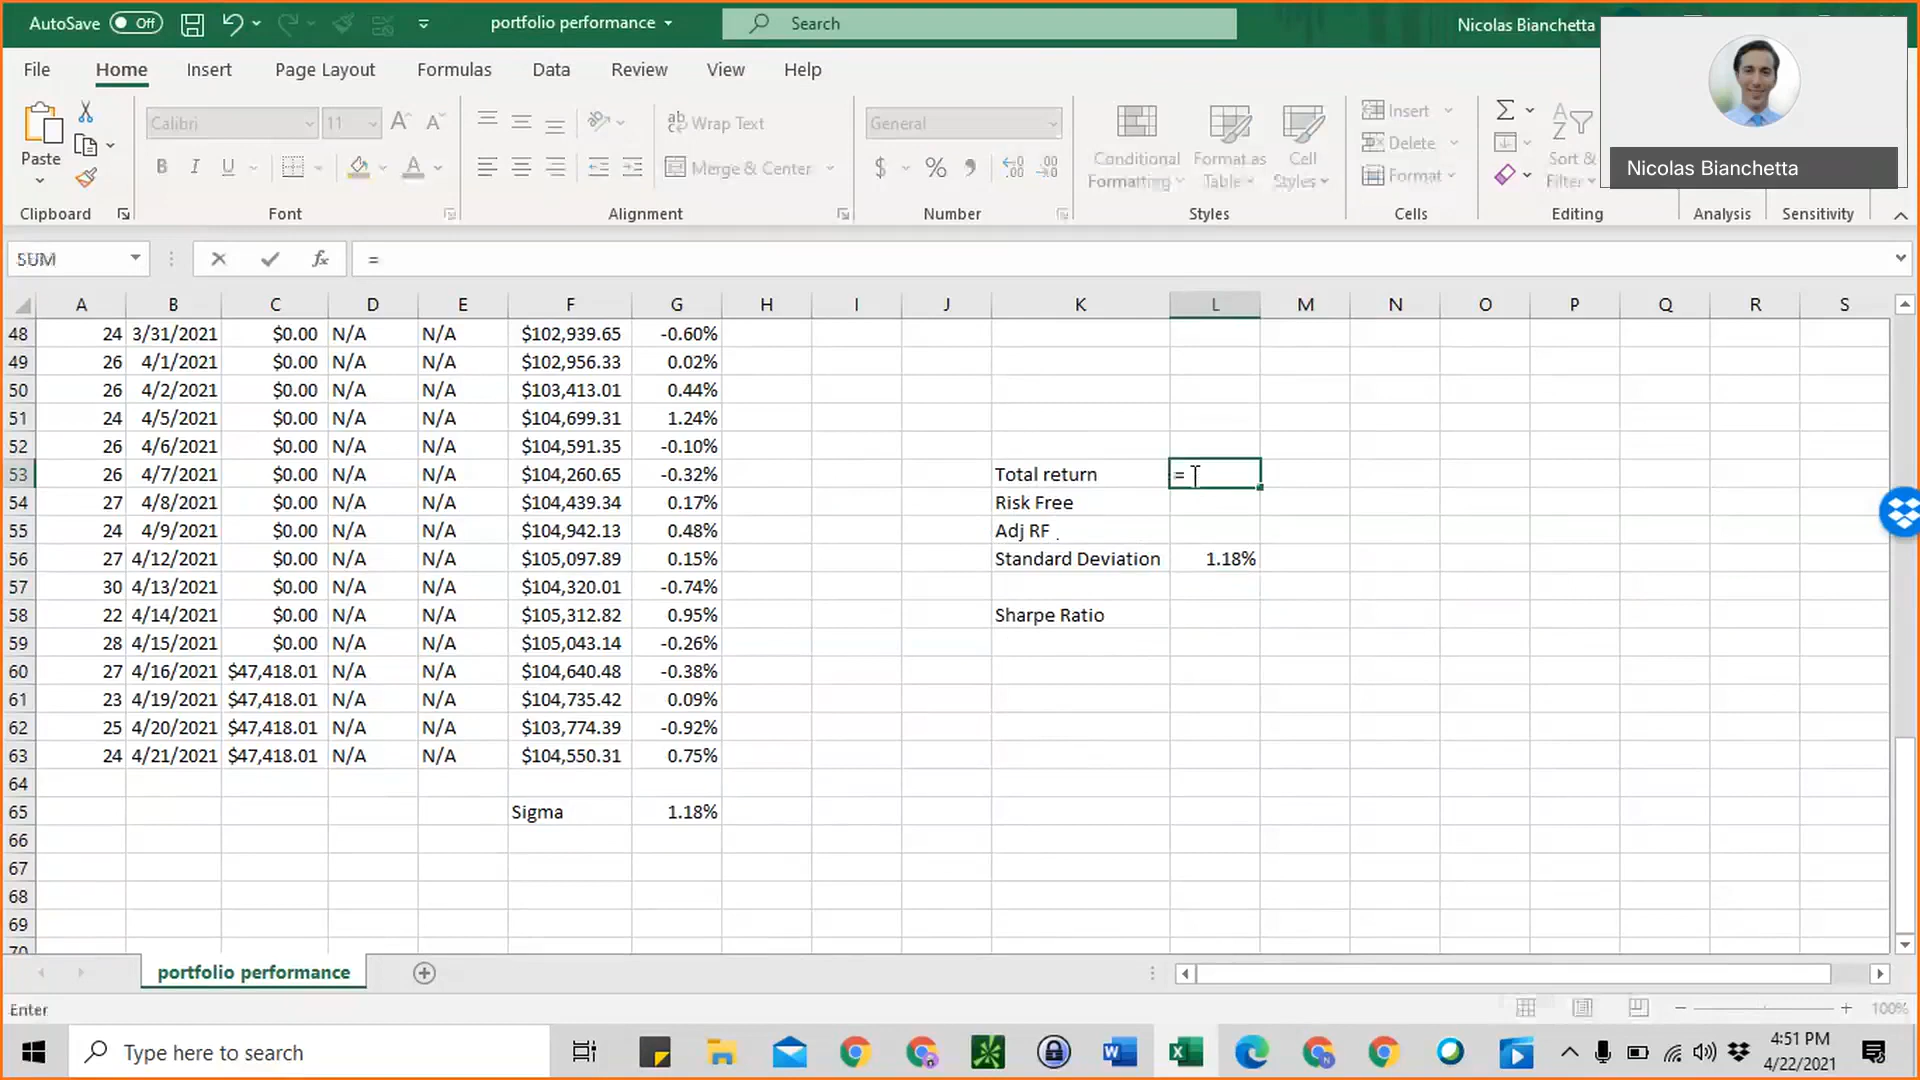 AutoSave Off portfolio performance Search Nicolas Bianchetta
File Home Insert Page Layout Formulas Data Review View Help
Nicolas Bianchetta
Calibri 11 Wrap Text General Insert
Paste Merge & Center $ % Conditional Formatting Format as Table Cell Styles Delete Format Sort & Filter
Clipboard Font Alignment Number Styles Cells Editing Analysis Sensitivity
SUM fx =
A B C D E F G H I J K L M N O P Q R S
48 24 3/31/2021 $0.00 N/A N/A $102,939.65 -0.60%
49 26 4/1/2021 $0.00 N/A N/A $102,956.33 0.02%
50 26 4/2/2021 $0.00 N/A N/A $103,413.01 0.44%
51 24 4/5/2021 $0.00 N/A N/A $104,699.31 1.24%
52 26 4/6/2021 $0.00 N/A N/A $104,591.35 -0.10%
53 26 4/7/2021 $0.00 N/A N/A $104,260.65 -0.32% Total return =
54 27 4/8/2021 $0.00 N/A N/A $104,439.34 0.17% Risk Free
55 24 4/9/2021 $0.00 N/A N/A $104,942.13 0.48% Adj RF
56 27 4/12/2021 $0.00 N/A N/A $105,097.89 0.15% Standard Deviation 1.18%
57 30 4/13/2021 $0.00 N/A N/A $104,320.01 -0.74%
58 22 4/14/2021 $0.00 N/A N/A $105,312.82 0.95% Sharpe Ratio
59 28 4/15/2021 $0.00 N/A N/A $105,043.14 -0.26%
60 27 4/16/2021 $47,418.01 N/A N/A $104,640.48 -0.38%
61 23 4/19/2021 $47,418.01 N/A N/A $104,735.42 0.09%
62 25 4/20/2021 $47,418.01 N/A N/A $103,774.39 -0.92%
63 24 4/21/2021 $47,418.01 N/A N/A $104,550.31 0.75%
64
65 Sigma 1.18%
66
67
68
69
70
portfolio performance
Enter 100%
Type here to search 4:51 PM
4/22/2021